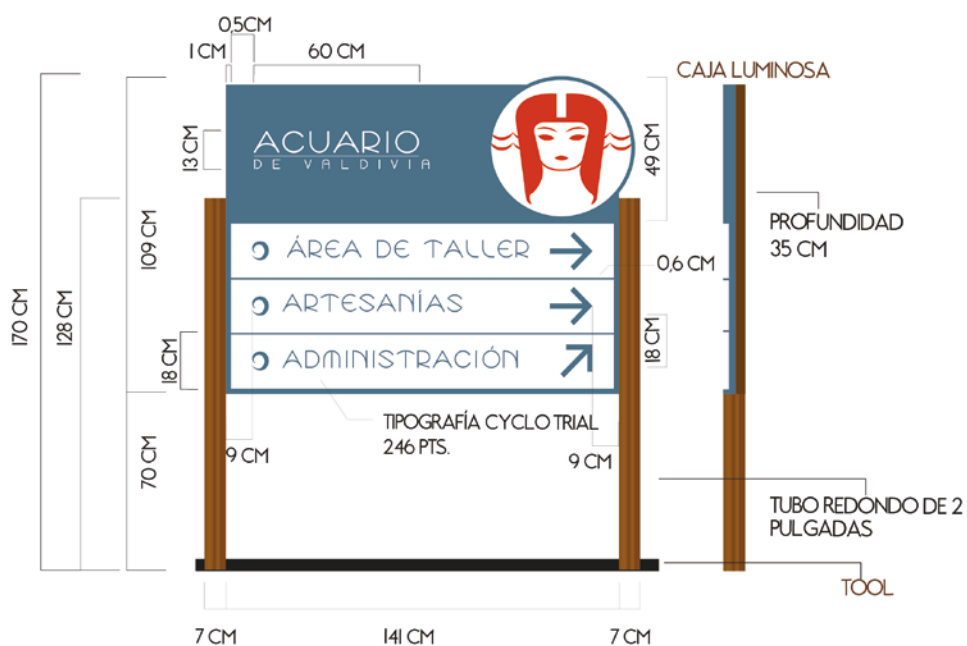 0,5CM
1 CM
60 CM
CAJA LUMINOSA
13 CM
ACUARIO
DE VALDIVIA
49 CM
PROFUNDIDAD
35 CM
109 CM
170 CM
128 CM
ÁREA DE TALLER
0,6 CM
ARTESANÍAS
18 CM
ADMINISTRACIÓN
18 CM
TIPOGRAFÍA CYCLO TRIAL
246 PTS.
9 CM
9 CM
70 CM
TUBO REDONDO DE 2
PULGADAS
TOOL
7 CM
141 CM
7 CM